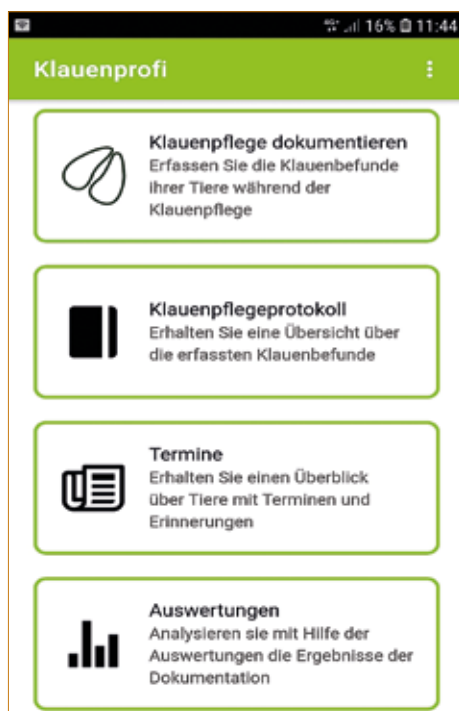 16% 11:44
Klauenprofi
Klauenpflege dokumentieren
Erfassen Sie die Klauenbefunde
ihrer Tiere während der
Klauenpflege
Klauenpflegeprotokoll
Erhalten Sie eine Übersicht über
die erfassten Klauenbefunde
Termine
Erhalten Sie einen Überblick
über Tiere mit Terminen und
Erinnerungen
Auswertungen
Analysieren sie mit Hilfe der
Auswertungen die Ergebnisse der
Dokumentation